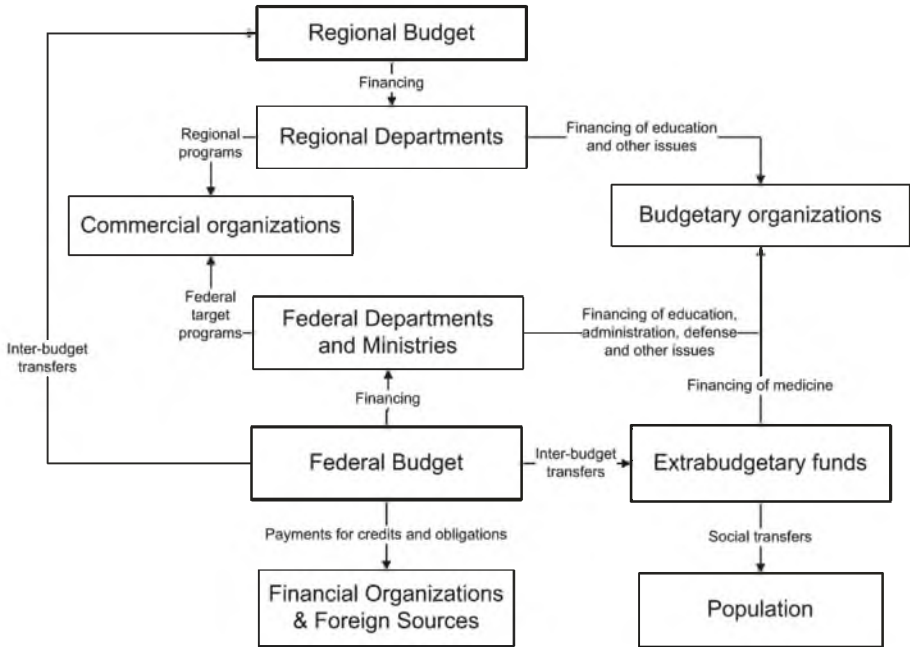 Regional Budget
Financing
Regional
programs
Regional Departments
Financing of education
and other issues
Commercial organizations
Budgetary organizations
Federal
target
programs
Federal Departments
and Ministries
Financing of education,
administration, defense
and other issues
Inter-budget
transfers
Financing
Financing of medicine
Federal Budget
Inter-budget
transfers
Extrabudgetary funds
Payments for credits and obligations
Social transfers
Financial Organizations
& Foreign Sources
Population